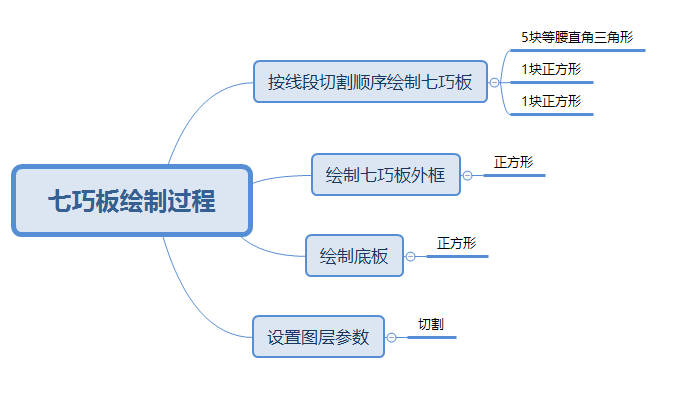 七巧板绘制过程
按线段切割顺序绘制七巧板
5块等腰直角三角形
1块正方形
1块正方形
绘制七巧板外框
正方形
绘制底板
正方形
设置图层参数
切割